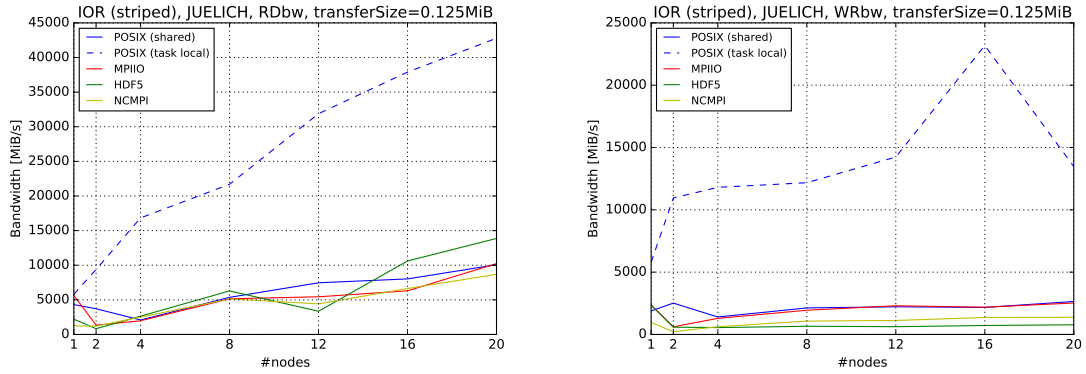 IOR (striped), JUELICH, RDbw, transferSize=0.125MiB
POSIX (shared)
POSIX (task local)
MPIIO
HDF5
NCMPI
Bandwidth [MiB/s]
45000
40000
35000
30000
25000
20000
15000
10000
5000
0
1 2 4 8 12 16 20
#nodes
IOR (striped), JUELICH, WRbw, transferSize=0.125MiB
POSIX (shared)
POSIX (task local)
MPIIO
HDF5
NCMPI
Bandwidth [MiB/s]
25000
20000
15000
10000
5000
0
1 2 4 8 12 16 20
#nodes